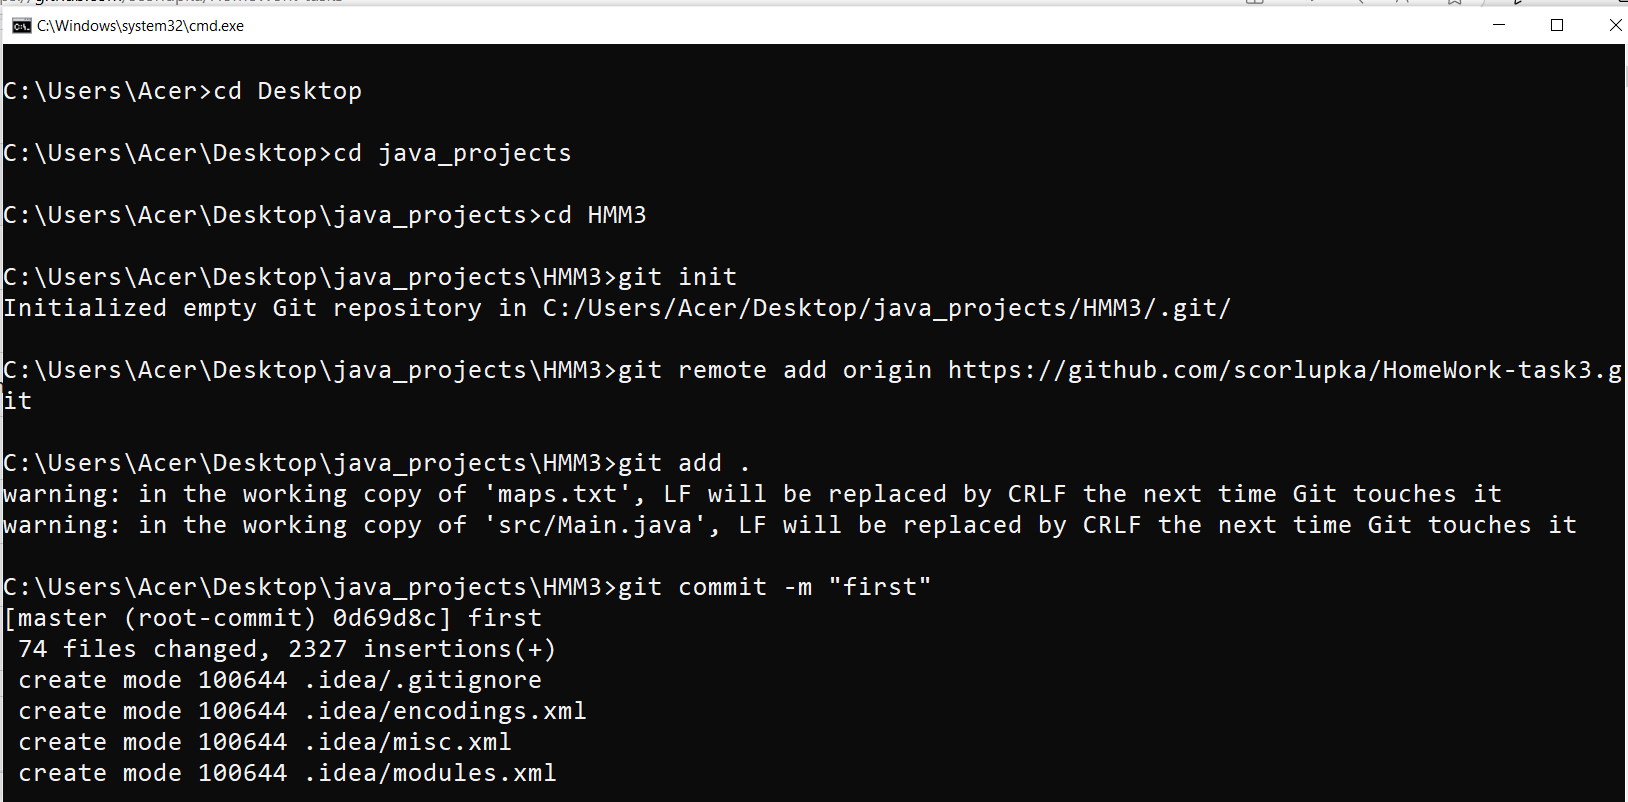 C:\Windows\system32\cmd.exe
C:\Users\Acer>cd Desktop
C:\Users\Acer\Desktop>cd java_projects
C:\Users\Acer\Desktop\java_projects>cd HMM3
C:\Users\Acer\Desktop\java_projects\HMM3>git init
Initialized empty Git repository in C:/Users/Acer/Desktop/java_projects/HMM3/.git/
C:\Users\Acer\Desktop\java_projects\HMM3>git remote add origin https://github.com/scorlupka/HomeWork-task3.g
it
C:\Users\Acer\Desktop\java_projects\HMM3>git add .
warning: in the working copy of 'maps.txt', LF will be replaced by CRLF the next time Git touches it
warning: in the working copy of 'src/Main.java', LF will be replaced by CRLF the next time Git touches it
C:\Users\Acer\Desktop\java_projects\HMM3>git commit -m "first"
[master (root-commit) 0d69d8c] first
 74 files changed, 2327 insertions(+)
 create mode 100644 .idea/.gitignore
 create mode 100644 .idea/encodings.xml
 create mode 100644 .idea/misc.xml
 create mode 100644 .idea/modules.xml